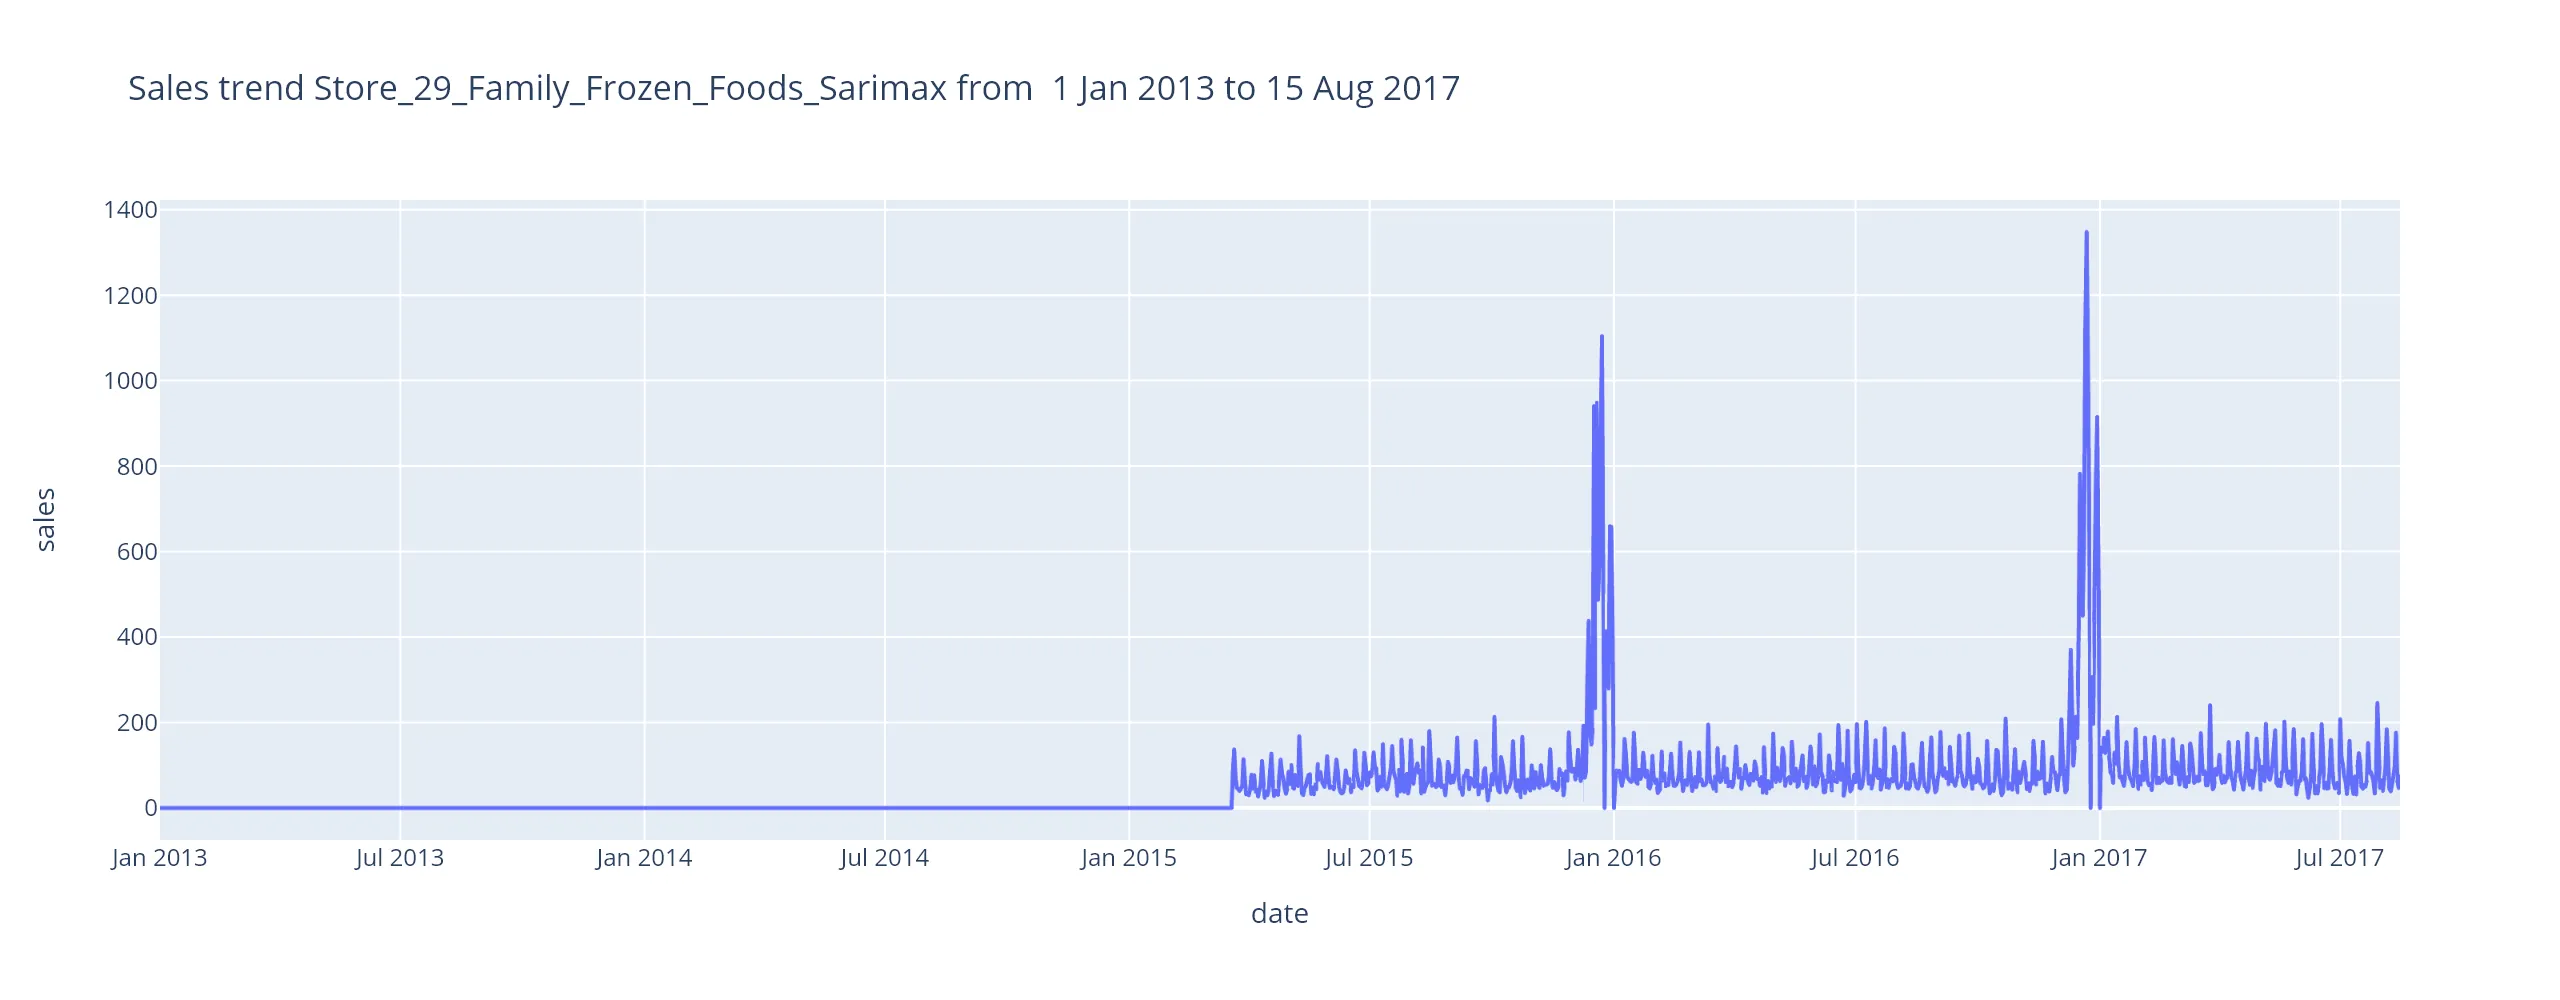 Sales trend Store_29_Family_Frozen_Foods_Sarimax from  1 Jan 2013 to 15 Aug 2017
1400
1200
1000
800
600
400
200
0
sales
Jan 2013 Jul 2013 Jan 2014 Jul 2014 Jan 2015 Jul 2015 Jan 2016 Jul 2016 Jan 2017 Jul 2017
date